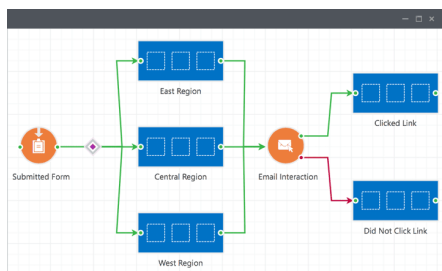 East Region
Clicked Link
Submitted Form
Central Region
Email Interaction
Did Not Click Link
West Region